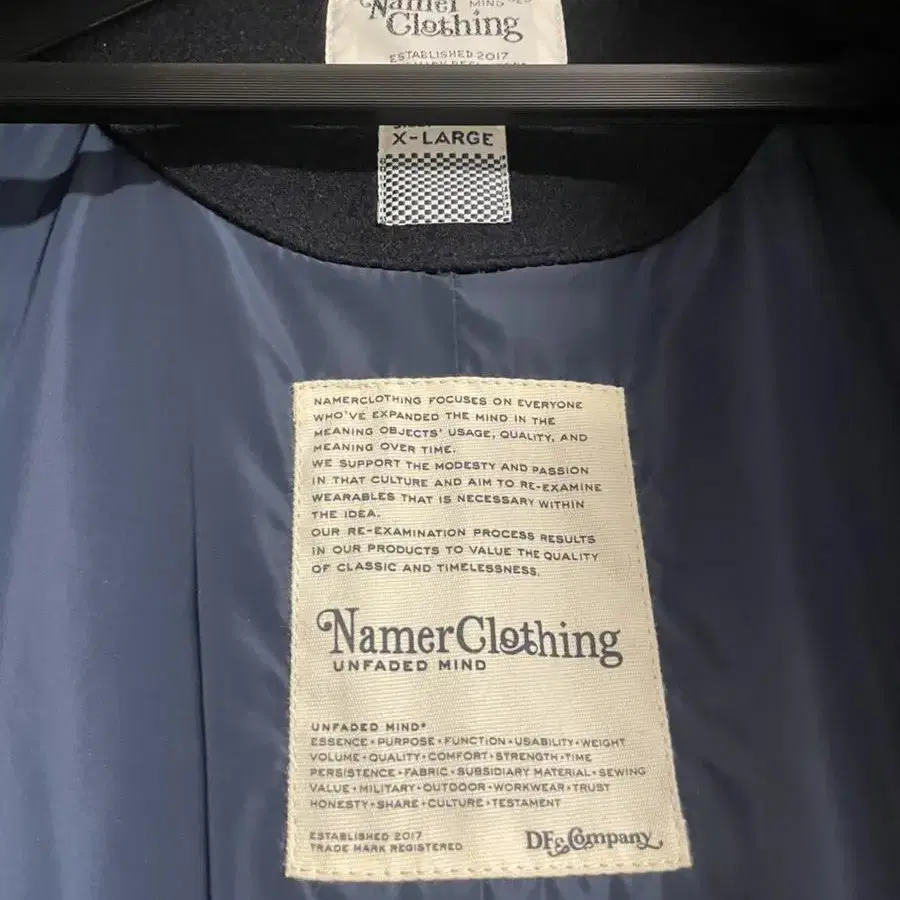 Namer
MIND
Clothing
ESTABLISHED 2017
X-LARGE
NAMERCLOTHING FOCUSES ON EVERYONE
WHO'VE EXPANDED THE MIND IN THE
MEANING OBJECTS' USAGE, QUALITY, AND
MEANING OVER TIME.
WE SUPPORT THE MODESTY AND PASSION
IN THAT CULTURE AND AIM TO RE-EXAMINE
WEARABLES THAT IS NECESSARY WITHIN
THE IDEA.
OUR RE-EXAMINATION PROCESS RESULTS
IN OUR PRODUCTS TO VALUE THE QUALITY
OF CLASSIC AND TIMELESSNESS.
NamerClothing
UNFADED MIND
UNFADED MIND®
ESSENCE • PURPOSE • FUNCTION • USABILITY • WEIGHT
VOLUME • QUALITY • COMFORT • STRENGTH • TIME
PERSISTENCE • FABRIC • SUBSIDIARY MATERIAL • SEWING
VALUE • MILITARY • OUTDOOR • WORKWEAR • TRUST
HONESTY • SHARE • CULTURE • TESTAMENT
ESTABLISHED 2017
TRADE MARK REGISTERED
DF&Company